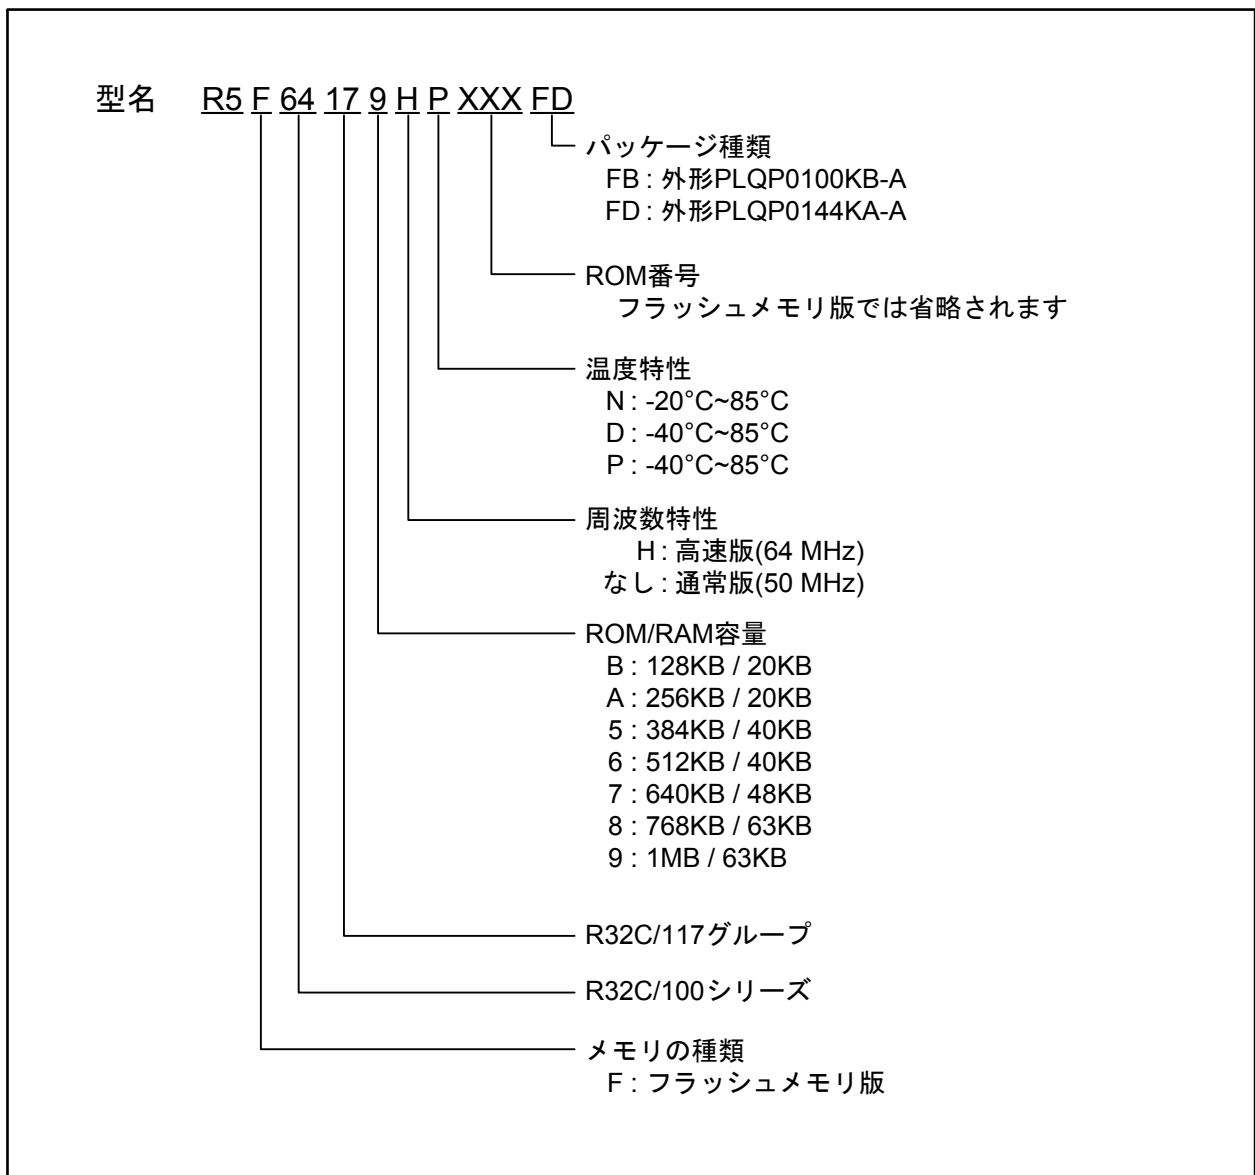 型名 R5 F 64 17 9 H P XXX FD
パッケージ種類
FB : 外形PLQP0100KB-A
FD : 外形PLQP0144KA-A
ROM番号
フラッシュメモリ版では省略されます
温度特性
N : -20°C~85°C
D : -40°C~85°C
P : -40°C~85°C
周波数特性
H : 高速版(64 MHz)
なし : 通常版(50 MHz)
ROM/RAM容量
B : 128KB / 20KB
A : 256KB / 20KB
5 : 384KB / 40KB
6 : 512KB / 40KB
7 : 640KB / 48KB
8 : 768KB / 63KB
9 : 1MB / 63KB
R32C/117グループ
R32C/100シリーズ
メモリの種類
F : フラッシュメモリ版